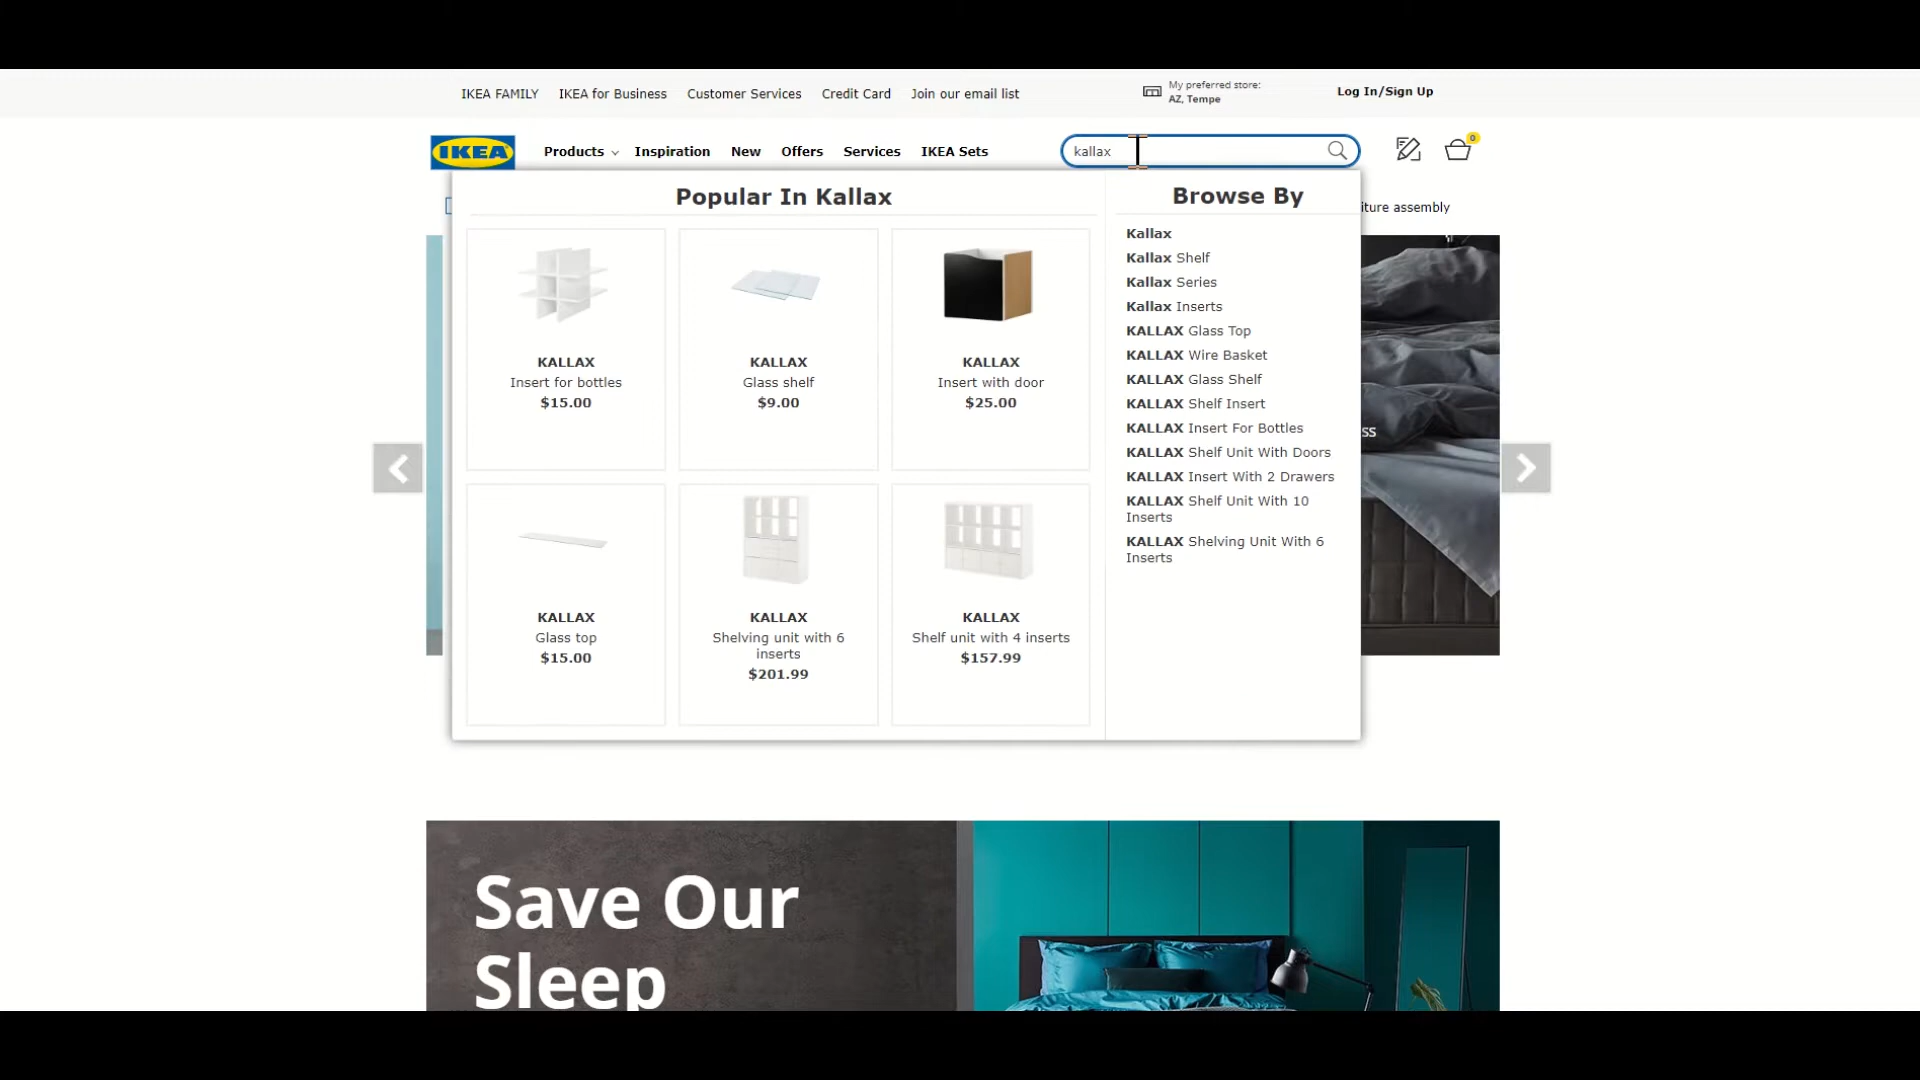 IKEA FAMILY IKEA for Business Customer Services Credit Card Join our email list
My preferred store:
AZ, Tempe
Log In/Sign Up
IKEA
Products Inspiration New Offers Services IKEA Sets
kallax
0
Popular In Kallax
KALLAX
Insert for bottles
$15.00
KALLAX
Glass shelf
$9.00
KALLAX
Insert with door
$25.00
KALLAX
Glass top
$15.00
KALLAX
Shelving unit with 6
inserts
$201.99
KALLAX
Shelf unit with 4 inserts
$157.99
Browse By
Kallax
Kallax Shelf
Kallax Series
Kallax Inserts
KALLAX Glass Top
KALLAX Wire Basket
KALLAX Glass Shelf
KALLAX Shelf Insert
KALLAX Insert For Bottles
KALLAX Shelf Unit With Doors
KALLAX Insert With 2 Drawers
KALLAX Shelf Unit With 10
Inserts
KALLAX Shelving Unit With 6
Inserts
iture assembly
ss
Save Our
Sleep